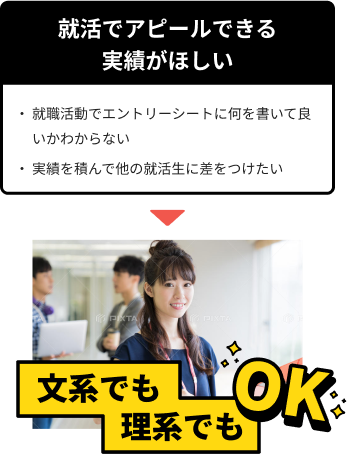 就活でアピールできる
実績がほしい
・ 就職活動でエントリーシートに何を書いて良
いかわからない
・ 実績を積んで他の就活生に差をつけたい
PIXTA
文系でも
理系でも
OK